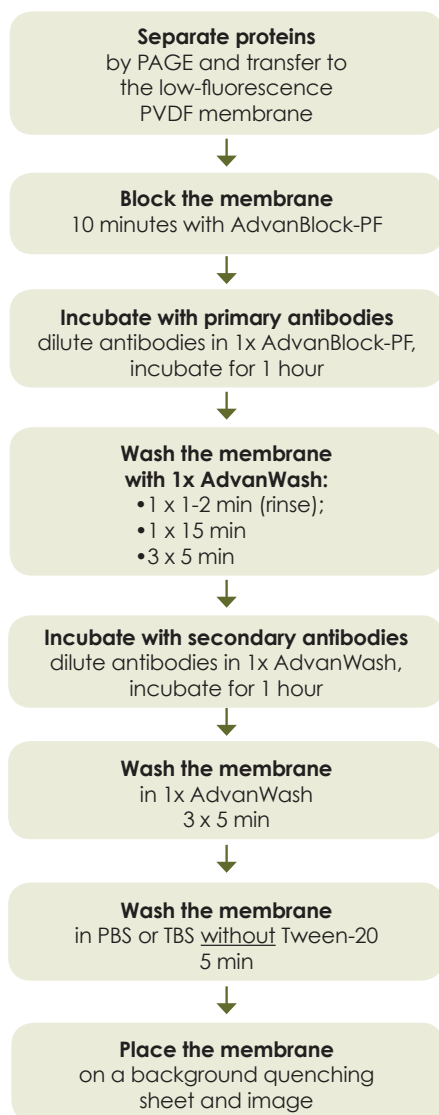 Separate proteins
by PAGE and transfer to
the low-fluorescence
PVDF membrane
Block the membrane
10 minutes with AdvanBlock-PF
Incubate with primary antibodies
dilute antibodies in 1x AdvanBlock-PF,
incubate for 1 hour
Wash the membrane
with 1x AdvanWash:
•1 x 1-2 min (rinse);
•1 x 15 min
•3 x 5 min
Incubate with secondary antibodies
dilute antibodies in 1x AdvanWash,
incubate for 1 hour
Wash the membrane
in 1x AdvanWash
3 x 5 min
Wash the membrane
in PBS or TBS without Tween-20
5 min
Place the membrane
on a background quenching
sheet and image